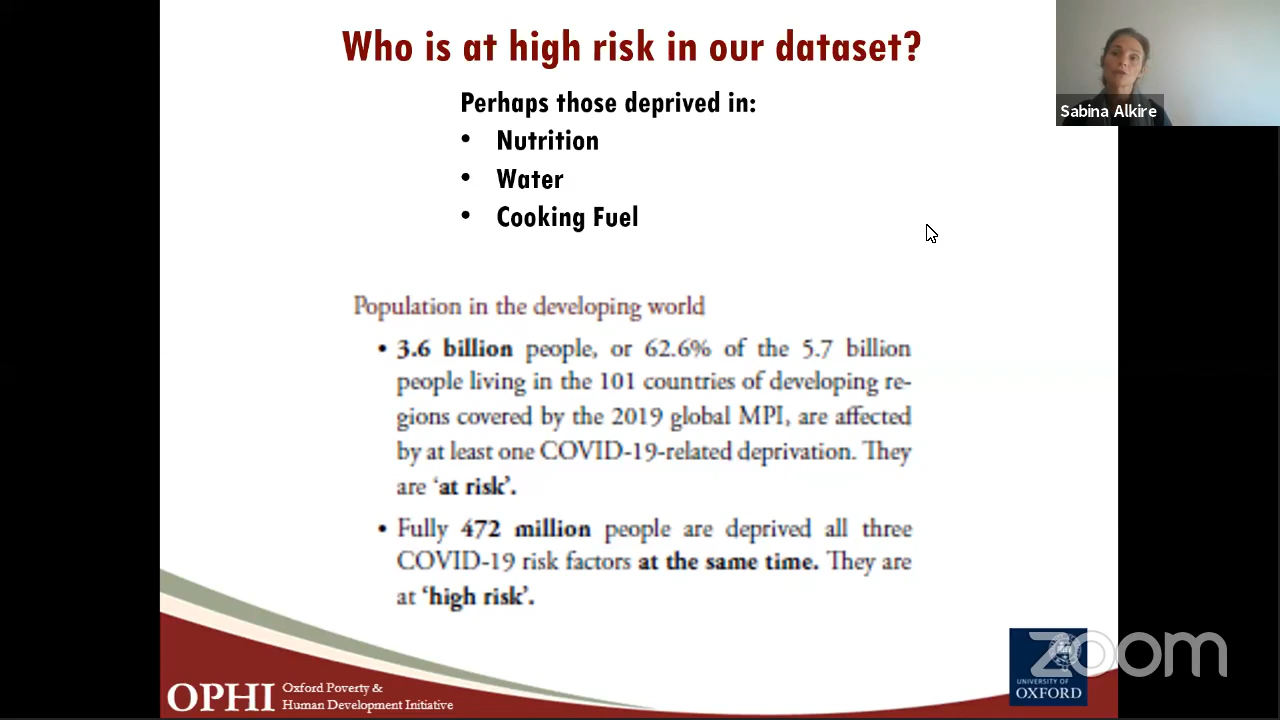 Who is at high risk in our dataset?
Sabina Alkire
Perhaps those deprived in:
• Nutrition
• Water
• Cooking Fuel
Population in the developing world
• 3.6 billion people, or 62.6% of the 5.7 billion
people living in the 101 countries of developing re-
gions covered by the 2019 global MPI, are affected
by at least one COVID-19-related deprivation. They
are ‘at risk’.
• Fully 472 million people are deprived all three
COVID-19 risk factors at the same time. They are
at ‘high risk’.
OPHI
Oxford Poverty &
Human Development Initiative
UNIVERSITY OF
OXFORD
zoom